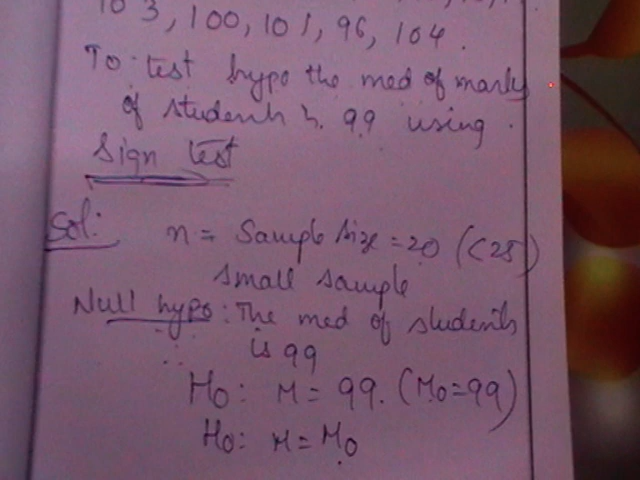 103, 100, 101, 96, 104.
To test hypo the med of marks
of students is 99 using
Sign test
Sol: n = Sample size = 20 (<25)
small sample
Null hypo: The med of students
is 99
H0: M = 99. (M0=99)
H0: M = M0